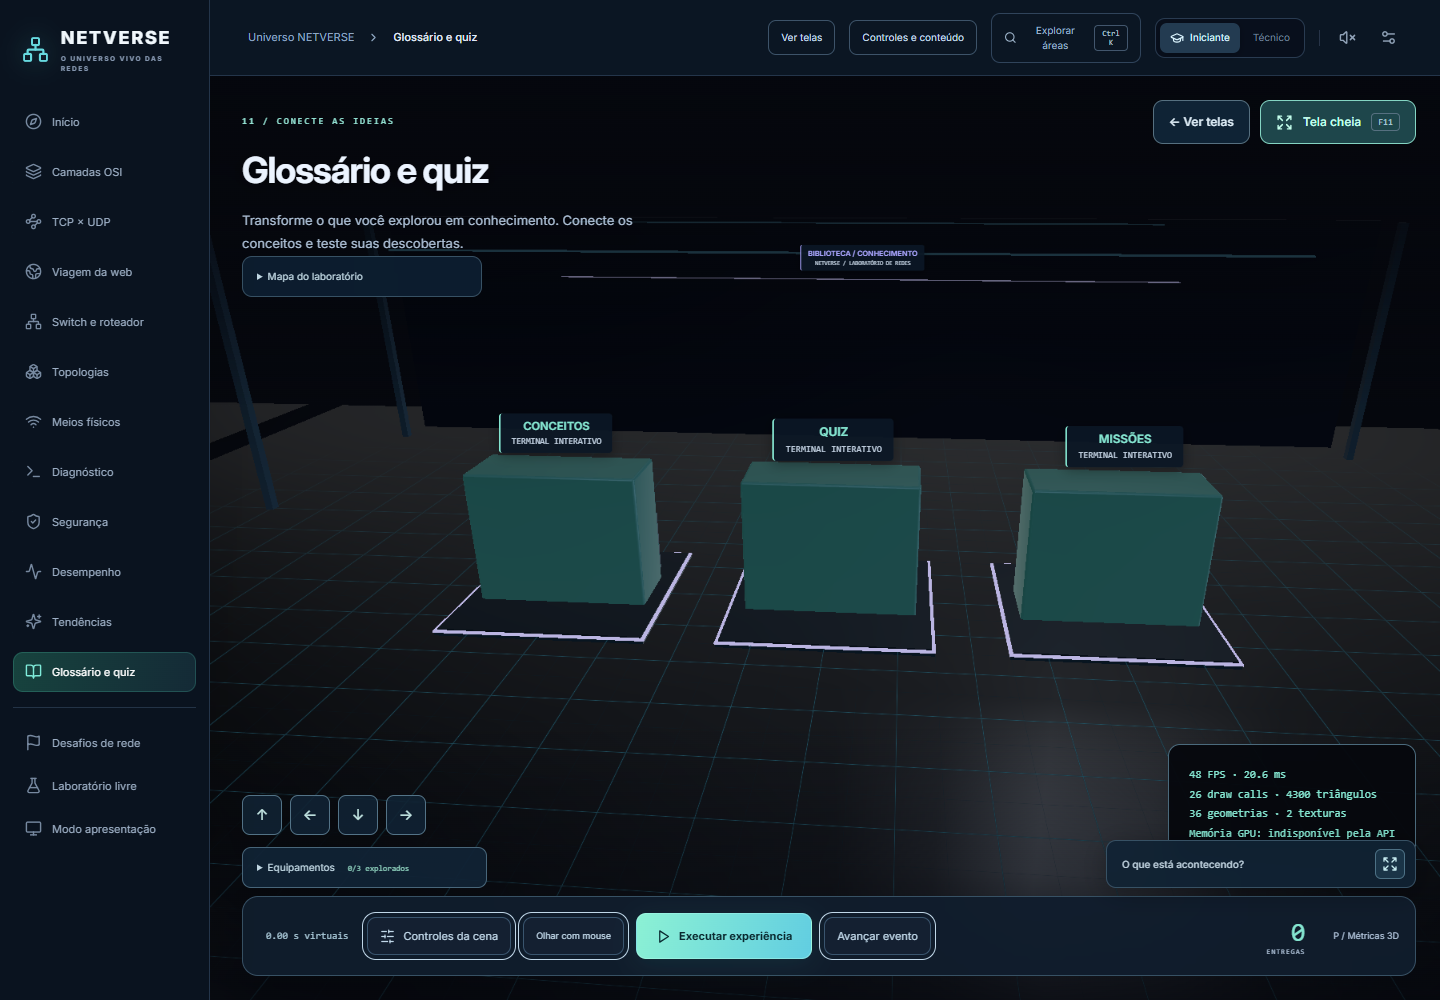 NETVERSE
O UNIVERSO VIVO DAS
REDES
Início
Camadas OSI
TCP × UDP
Viagem da web
Switch e roteador
Topologias
Meios físicos
Diagnóstico
Segurança
Desempenho
Tendências
Glossário e quiz
Desafios de rede
Laboratório livre
Modo apresentação
Universo NETVERSE > Glossário e quiz
Ver telas
Controles e conteúdo
Explorar
áreas
Ctrl
K
Iniciante
Técnico
11 / CONECTE AS IDEIAS
← Ver telas
Tela cheia F11
Glossário e quiz
Transforme o que você explorou em conhecimento. Conecte os
conceitos e teste suas descobertas.
▸ Mapa do laboratório
BIBLIOTECA / CONHECIMENTO
NETVERSE / LABORATÓRIO DE REDES
CONCEITOS
TERMINAL INTERATIVO
QUIZ
TERMINAL INTERATIVO
MISSÕES
TERMINAL INTERATIVO
48 FPS · 20.6 ms
26 draw calls · 4300 triângulos
36 geometrias · 2 texturas
Memória GPU: indisponível pela API
↑ ← ↓ →
▸ Equipamentos 0/3 explorados
O que está acontecendo?
0.00 s virtuais
Controles da cena
Olhar com mouse
Executar experiência
Avançar evento
0
ENTREGAS
P / Métricas 3D